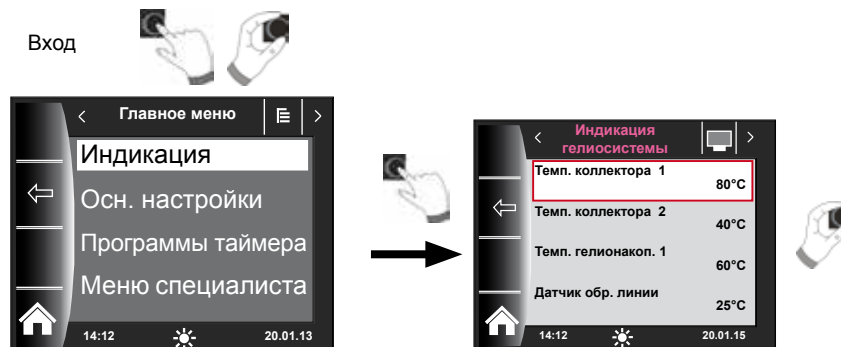 Вход
Главное меню
Индикация
Осн. настройки
Программы таймера
Меню специалиста
14:12
20.01.13
Индикация
гелиосистемы
Темп. коллектора 1
80°C
Темп. коллектора 2
40°C
Темп. гелионакоп. 1
60°C
Датчик обр. линии
25°C
14:12
20.01.15